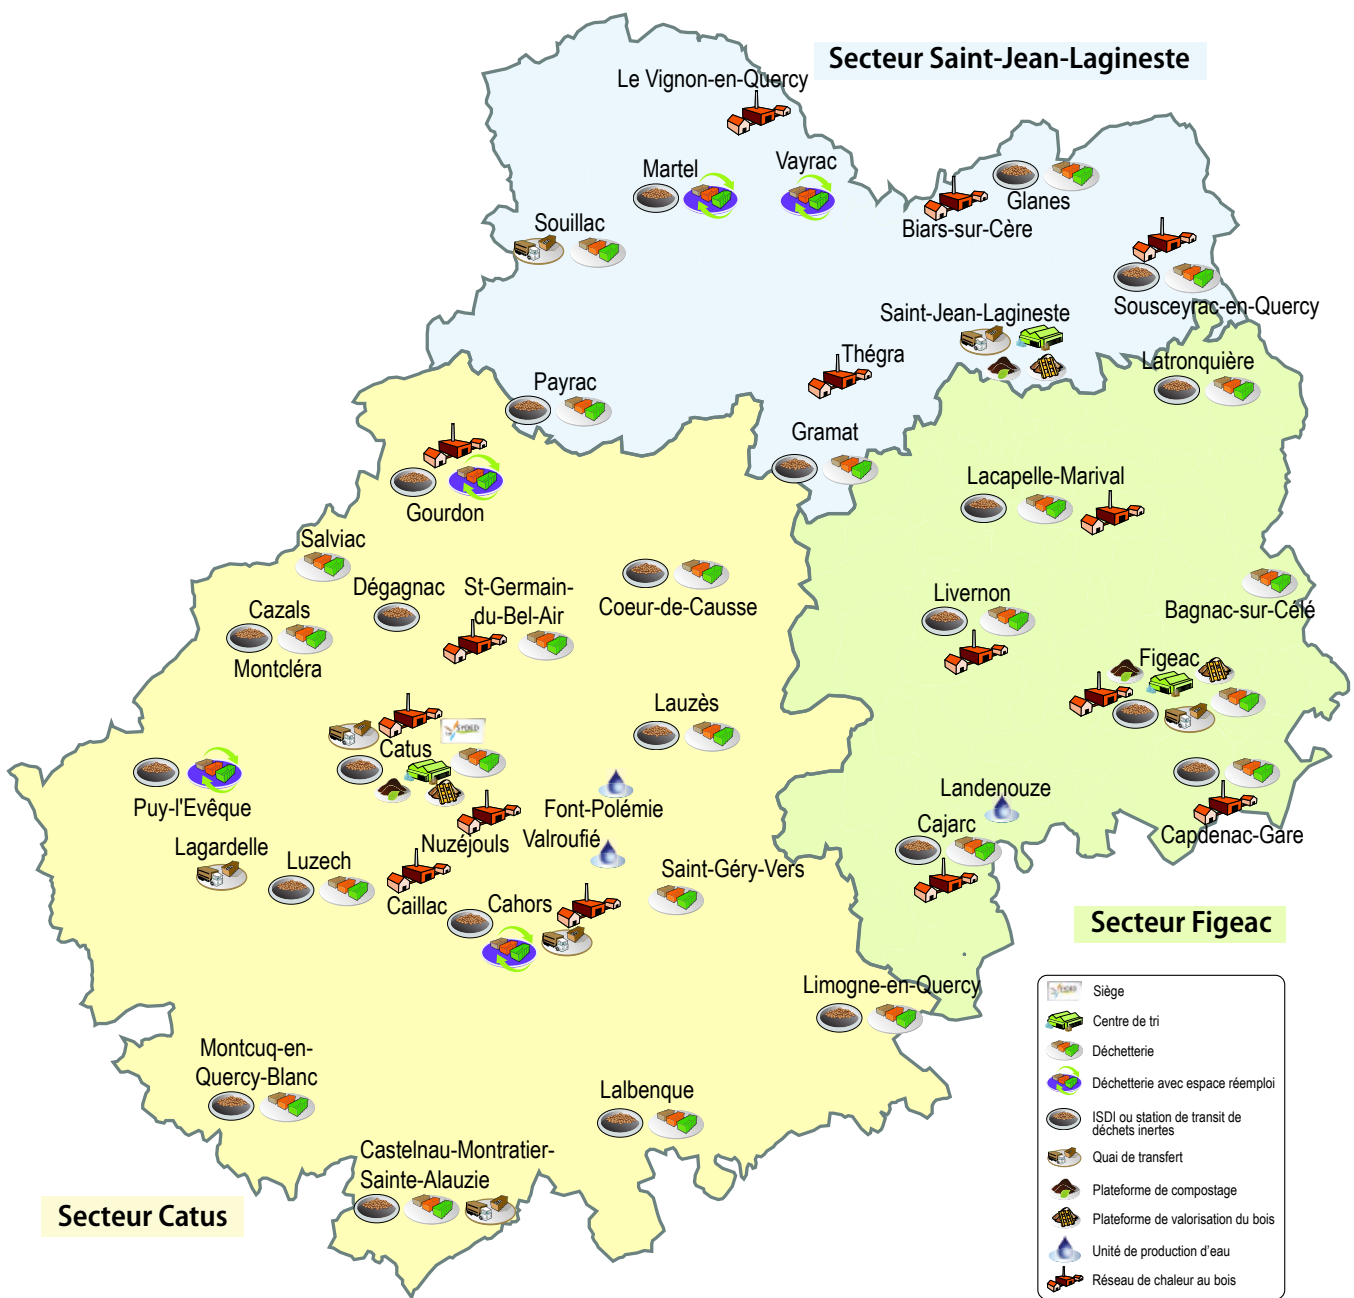 Secteur Saint-Jean-Lagineste
Le Vignon-en-Quercy
Martel
Vayrac
Glanes
Biars-sur-Cère
Souillac
Sousceyrac-en-Quercy
Saint-Jean-Lagineste
Thégra
Latronquière
Payrac
Gramat
Lacapelle-Marival
Gourdon
Salviac
Dégagnac
St-Germain-
du-Bel-Air
Coeur-de-Causse
Livernon
Bagnac-sur-Célé
Cazals
Montcléra
Figeac
Lauzès
Catus
Puy-l'Evêque
Font-Polémie
Landenouze
Capdenac-Gare
Nuzéjouls
Valroufié
Cajarc
Lagardelle
Luzech
Saint-Géry-Vers
Caillac
Cahors
Secteur Figeac
Limogne-en-Quercy
Montcuq-en-
Quercy-Blanc
Lalbenque
Castelnau-Montratier-
Sainte-Alauzie
Secteur Catus
Siège
Centre de tri
Déchetterie
Déchetterie avec espace réemploi
ISDI ou station de transit de
déchets inertes
Quai de transfert
Plateforme de compostage
Plateforme de valorisation du bois
Unité de production d'eau
Réseau de chaleur au bois